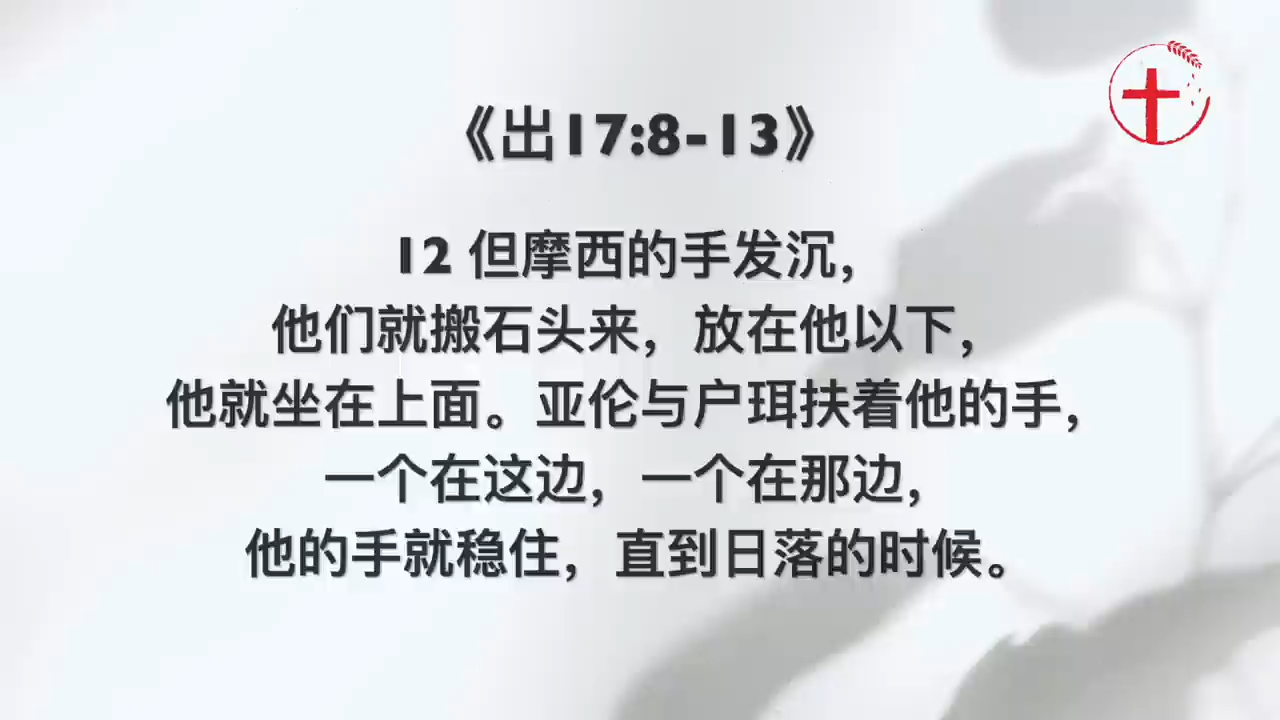 《出17:8-13》
12 但摩西的手发沉，
他们就搬石头来，放在他以下，
他就坐在上面。亚伦与户珥扶着他的手，
一个在这边，一个在那边，
他的手就稳住，直到日落的时候。